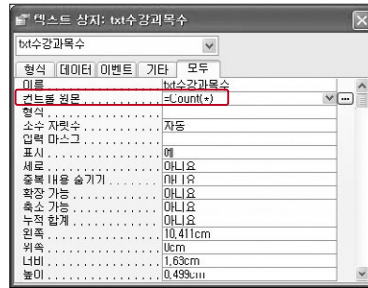 텍스트 상자: txt수강과목수
txt수강과목수
형식 데이터 이벤트 기타 모두
이름 txt수강과목수
컨트롤 원본 =Count(*)
형식
소수 자릿수 자동
입력 마스크
표시 예
세로 아니요
중복 내용 숨기기 아니요
확장 가능 아니요
축소 가능 아니요
누적 합계 아니요
왼쪽 10.411cm
위쪽 0cm
너비 1.63cm
높이 0.499cm